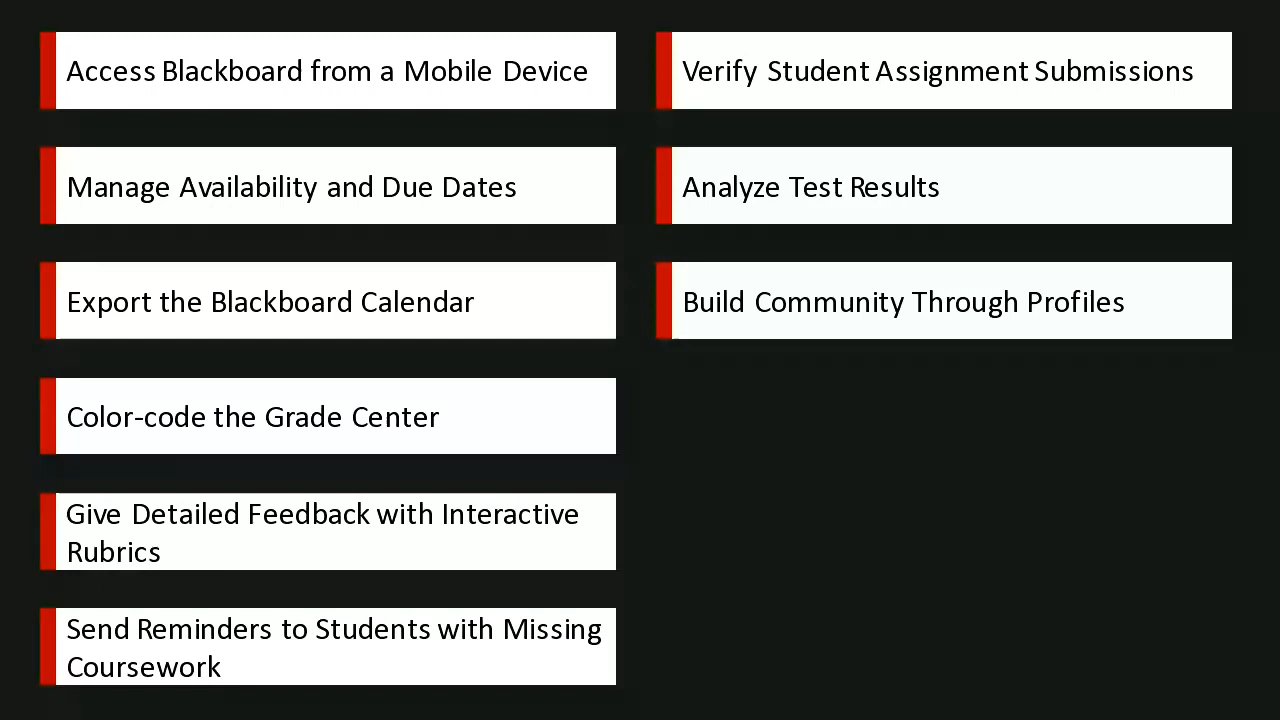 Access Blackboard from a Mobile Device
Manage Availability and Due Dates
Export the Blackboard Calendar
Color-code the Grade Center
Give Detailed Feedback with Interactive
Rubrics
Send Reminders to Students with Missing
Coursework
Verify Student Assignment Submissions
Analyze Test Results
Build Community Through Profiles